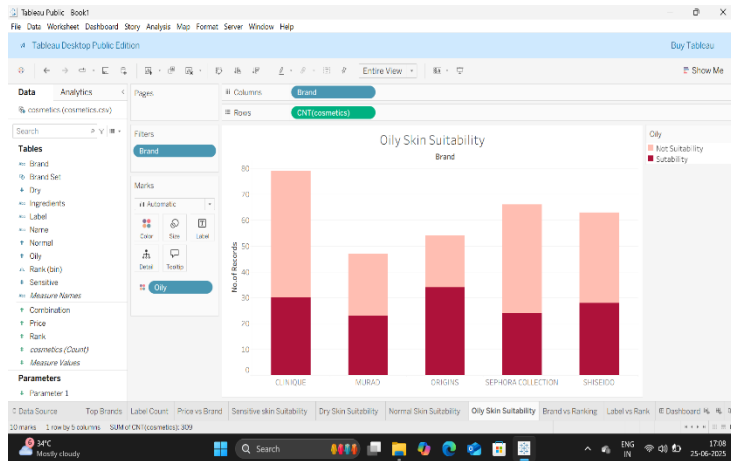 Tableau Public - Book1
File Data Worksheet Dashboard Story Analysis Map Format Server Window Help
Tableau Desktop Public Edition
Buy Tableau
Entire View
Show Me
Data Analytics
Pages
Columns
Brand
cosmetics (cosmetics.csv)
Rows
CNT(cosmetics)
Search
Filters
Brand
Tables
Brand
Brand Set
Dry
Ingredients
Label
Name
Normal
Oily
Rank (bin)
Sensitive
Measure Names
Combination
Price
Rank
cosmetics (Count)
Measure Values
Parameters
Parameter 1
Marks
Automatic
Color Size Label
Detail Tooltip
Oily
Oily Skin Suitability
Brand
No.of Records
80
70
60
50
40
30
20
10
0
CLINIQUE MURAD ORIGINS SEPHORA COLLECTION SHISEIDO
Oily
Not Suitability
Sutability
Data Source Top Brands Label Count Price vs Brand Sensitive skin Suitability Dry Skin Suitability Normal Skin Suitability Oily Skin Suitability Brand vs Ranking Label vs Rank Dashboard
10 marks 1 row by 5 columns SUM of CNT(cosmetics): 309
6
34°C
Mostly cloudy
Search
ENG
IN
17:08
25-06-2025